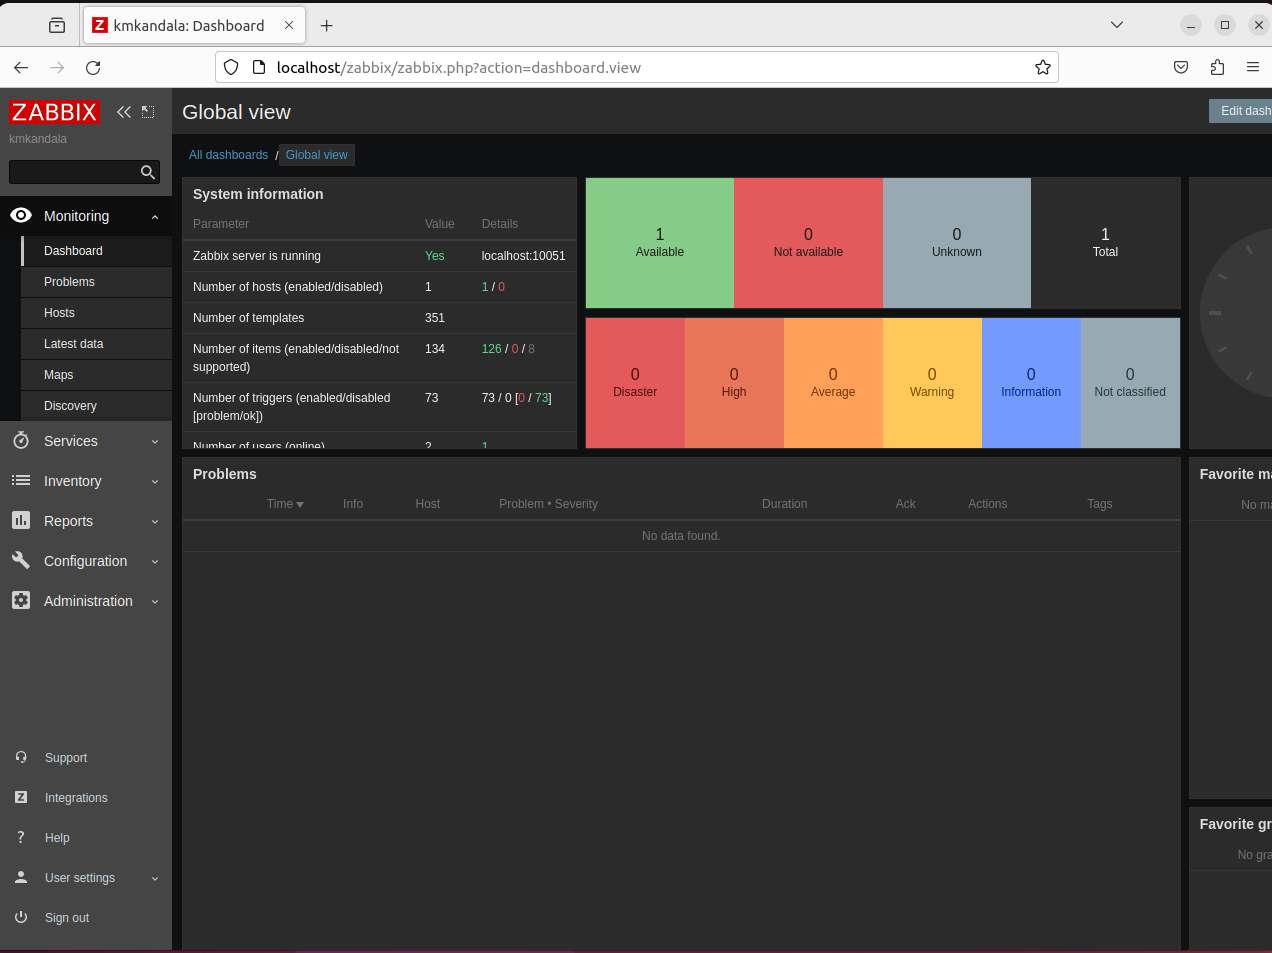 kmkandala: Dashboard
localhost/zabbix/zabbix.php?action=dashboard.view
ZABBIX
kmkandala
Monitoring
Dashboard
Problems
Hosts
Latest data
Maps
Discovery
Services
Inventory
Reports
Configuration
Administration
Support
Integrations
Help
User settings
Sign out
Global view
Edit dash
All dashboards / Global view
System information
Parameter Value Details
Zabbix server is running Yes localhost:10051
Number of hosts (enabled/disabled) 1 1 / 0
Number of templates 351
Number of items (enabled/disabled/not 134 126 / 0 / 8
supported)
Number of triggers (enabled/disabled 73 73 / 0 [0 / 73]
[problem/ok])
Number of users (online) 2 1
1 0 0 1
Available Not available Unknown Total
0 0 0 0 0 0
Disaster High Average Warning Information Not classified
Problems
Time Info Host Problem • Severity Duration Ack Actions Tags
No data found.
Favorite ma
No ma
Favorite gr
No gra